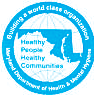 Building a world class organization
Healthy
People
Healthy
Communities
Maryland Department of Health & Mental Hygiene